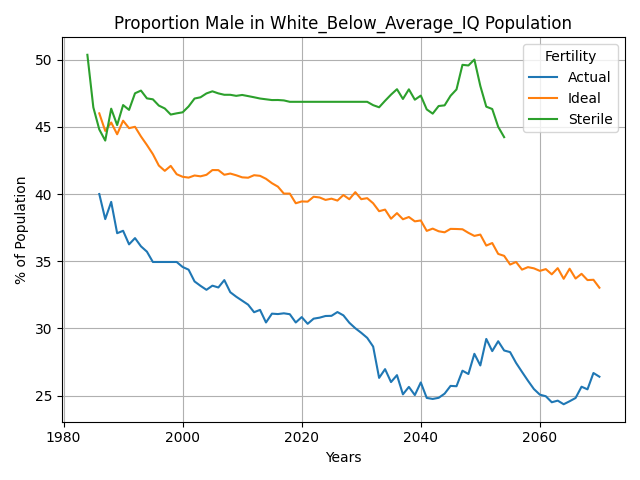 Proportion Male in White_Below_Average_IQ Population
% of Population
50
45
40
35
30
25
1980
2000
2020
2040
2060
Years
Fertility
Actual
Ideal
Sterile